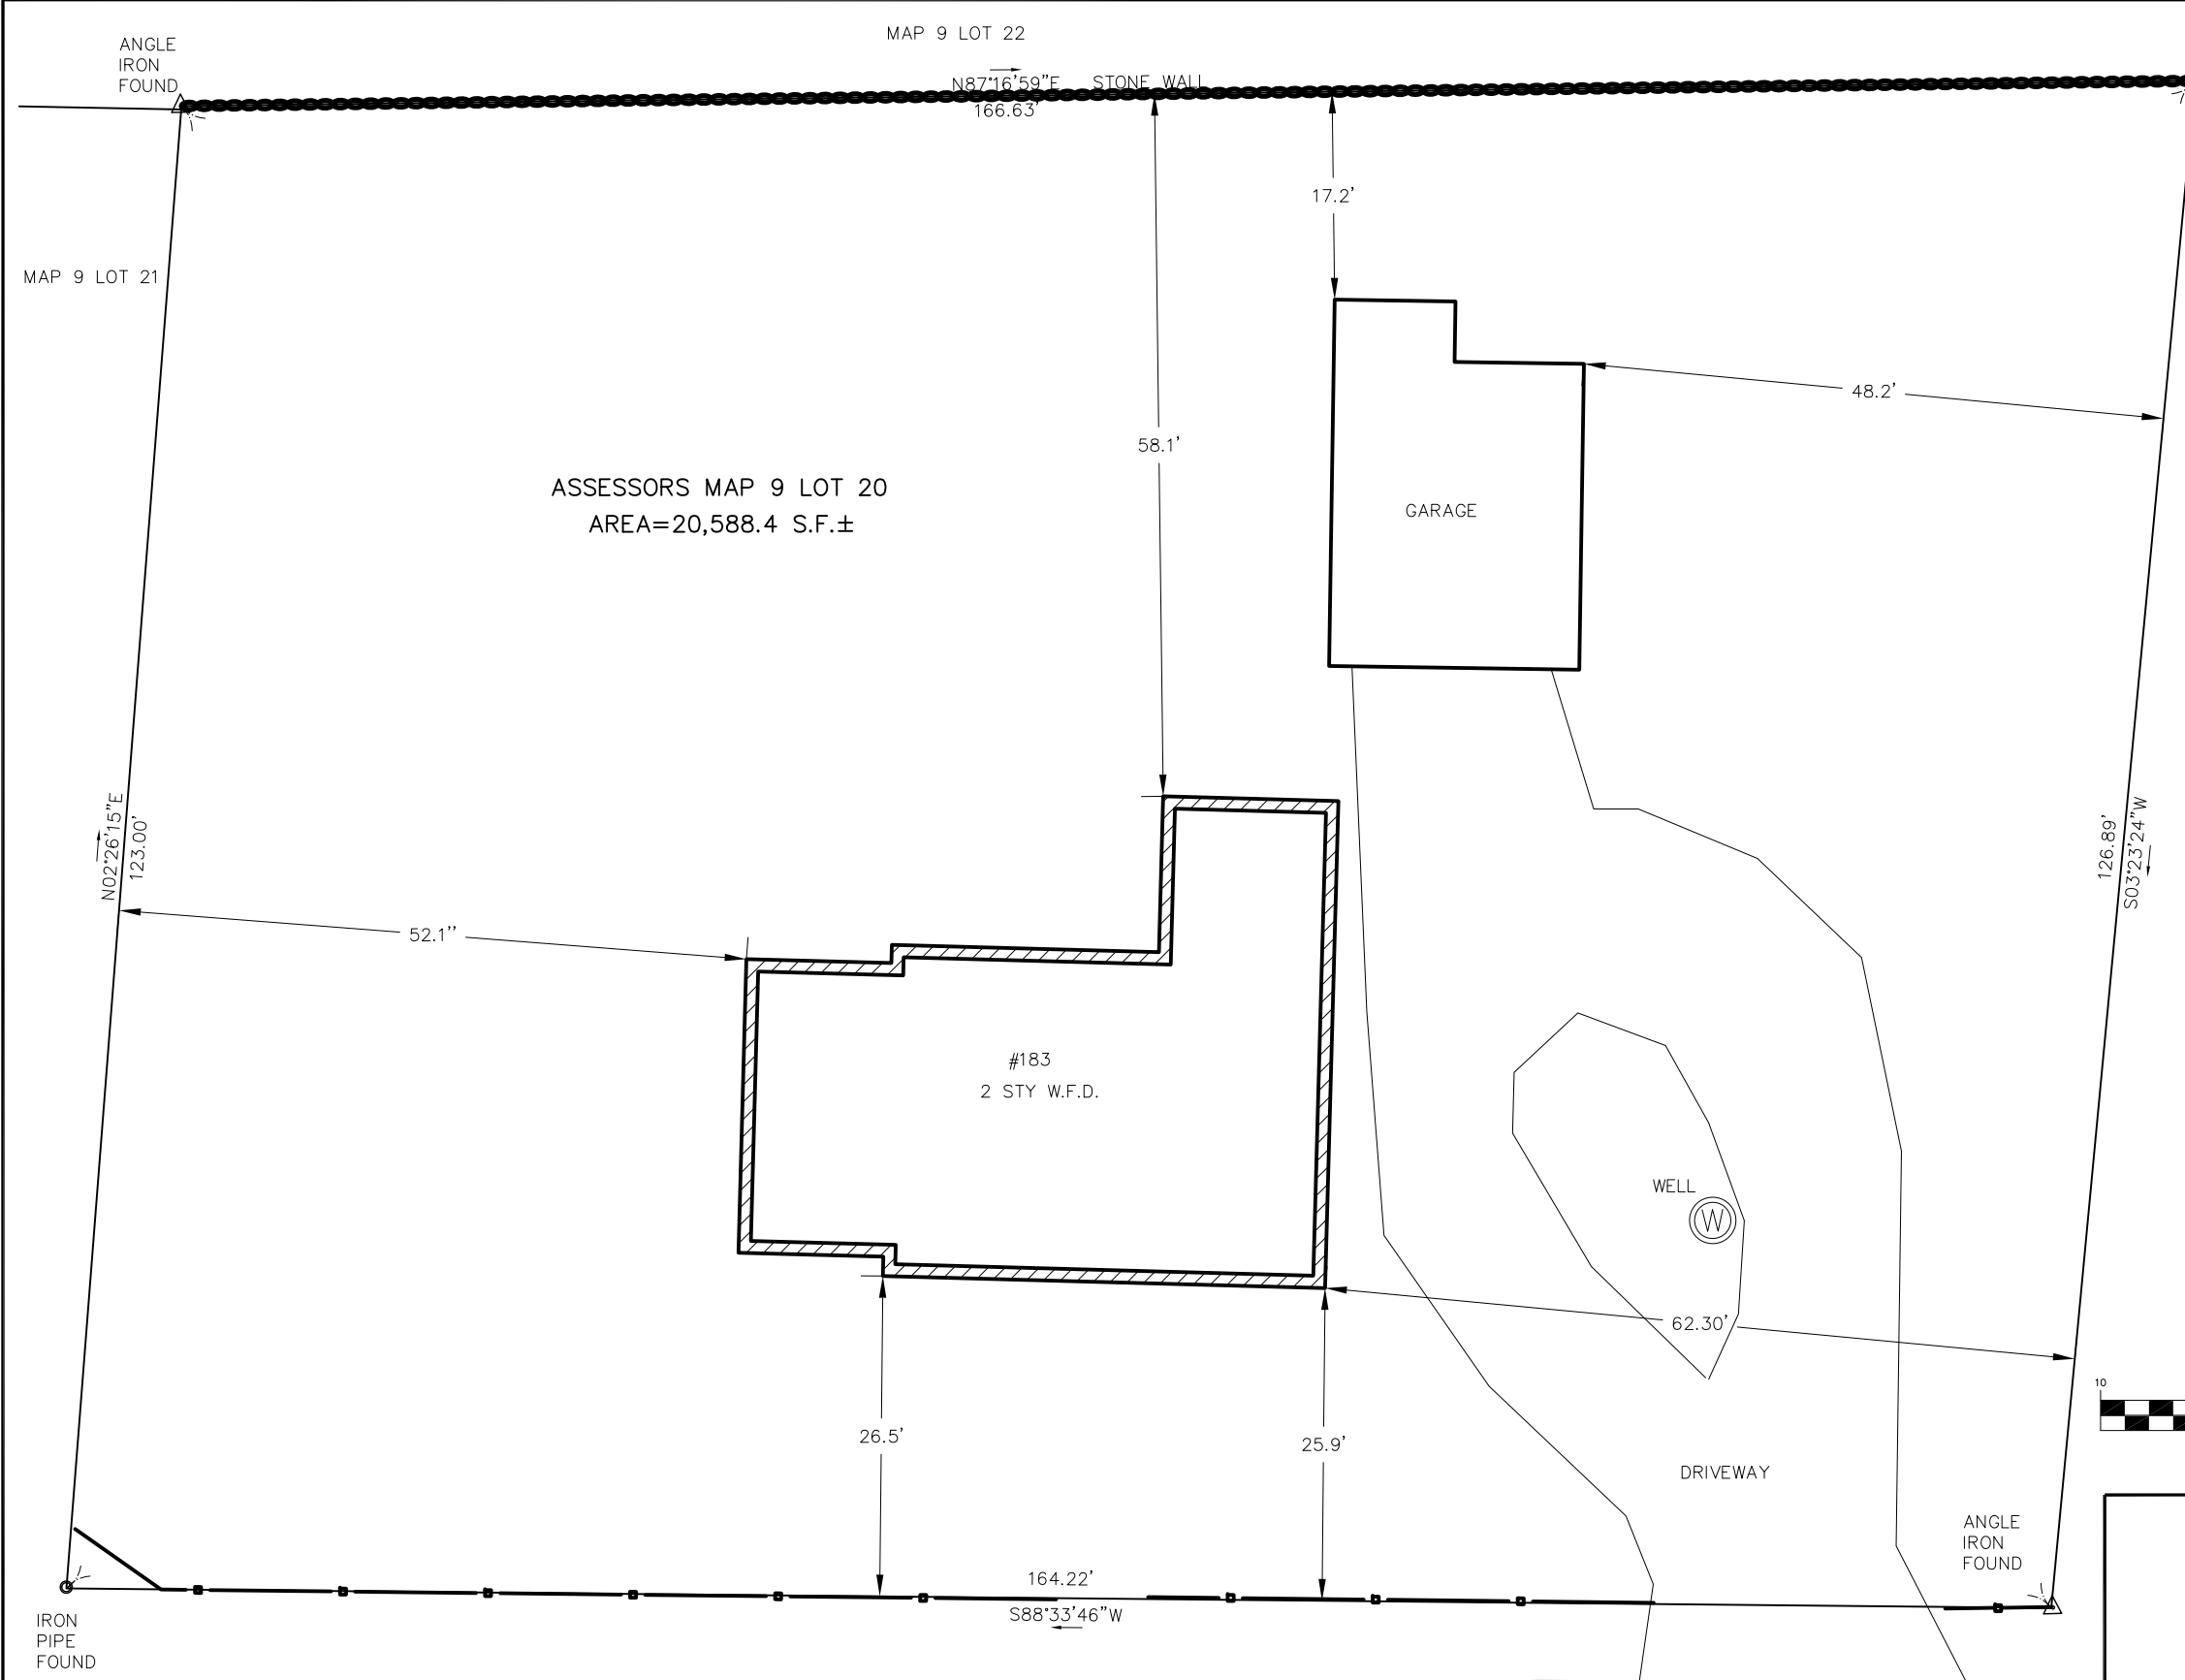 MAP 9 LOT 22
ANGLE
IRON
FOUND
N87°16'59"E
STONE WALL
166.63'
17.2'
MAP 9 LOT 21
48.2'
58.1'
ASSESSORS MAP 9 LOT 20
AREA=20,588.4 S.F.±
GARAGE
N02°26'15"E
123.00'
126.89'
S03°23'24"W
52.1''
#183
2 STY W.F.D.
WELL
W
62.30'
10
26.5'
25.9'
DRIVEWAY
ANGLE
IRON
FOUND
164.22'
S88°33'46"W
IRON
PIPE
FOUND